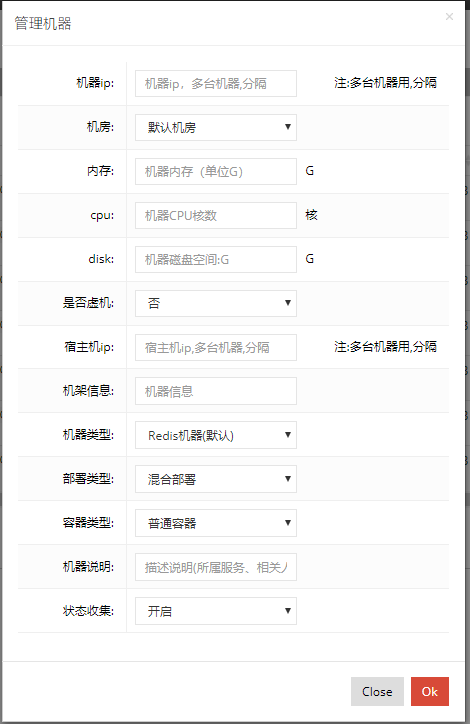 管理机器 ×
机器ip: 机器ip，多台机器,分隔 注:多台机器用,分隔
机房: 默认机房
内存: 机器内存（单位G） G
cpu: 机器CPU核数 核
disk: 机器磁盘空间:G G
是否虚机: 否
宿主机ip: 宿主机ip,多台机器,分隔 注:多台机器用,分隔
机架信息: 机器信息
机器类型: Redis机器(默认)
部署类型: 混合部署
容器类型: 普通容器
机器说明: 描述说明(所属服务、相关人
状态收集: 开启
Close Ok